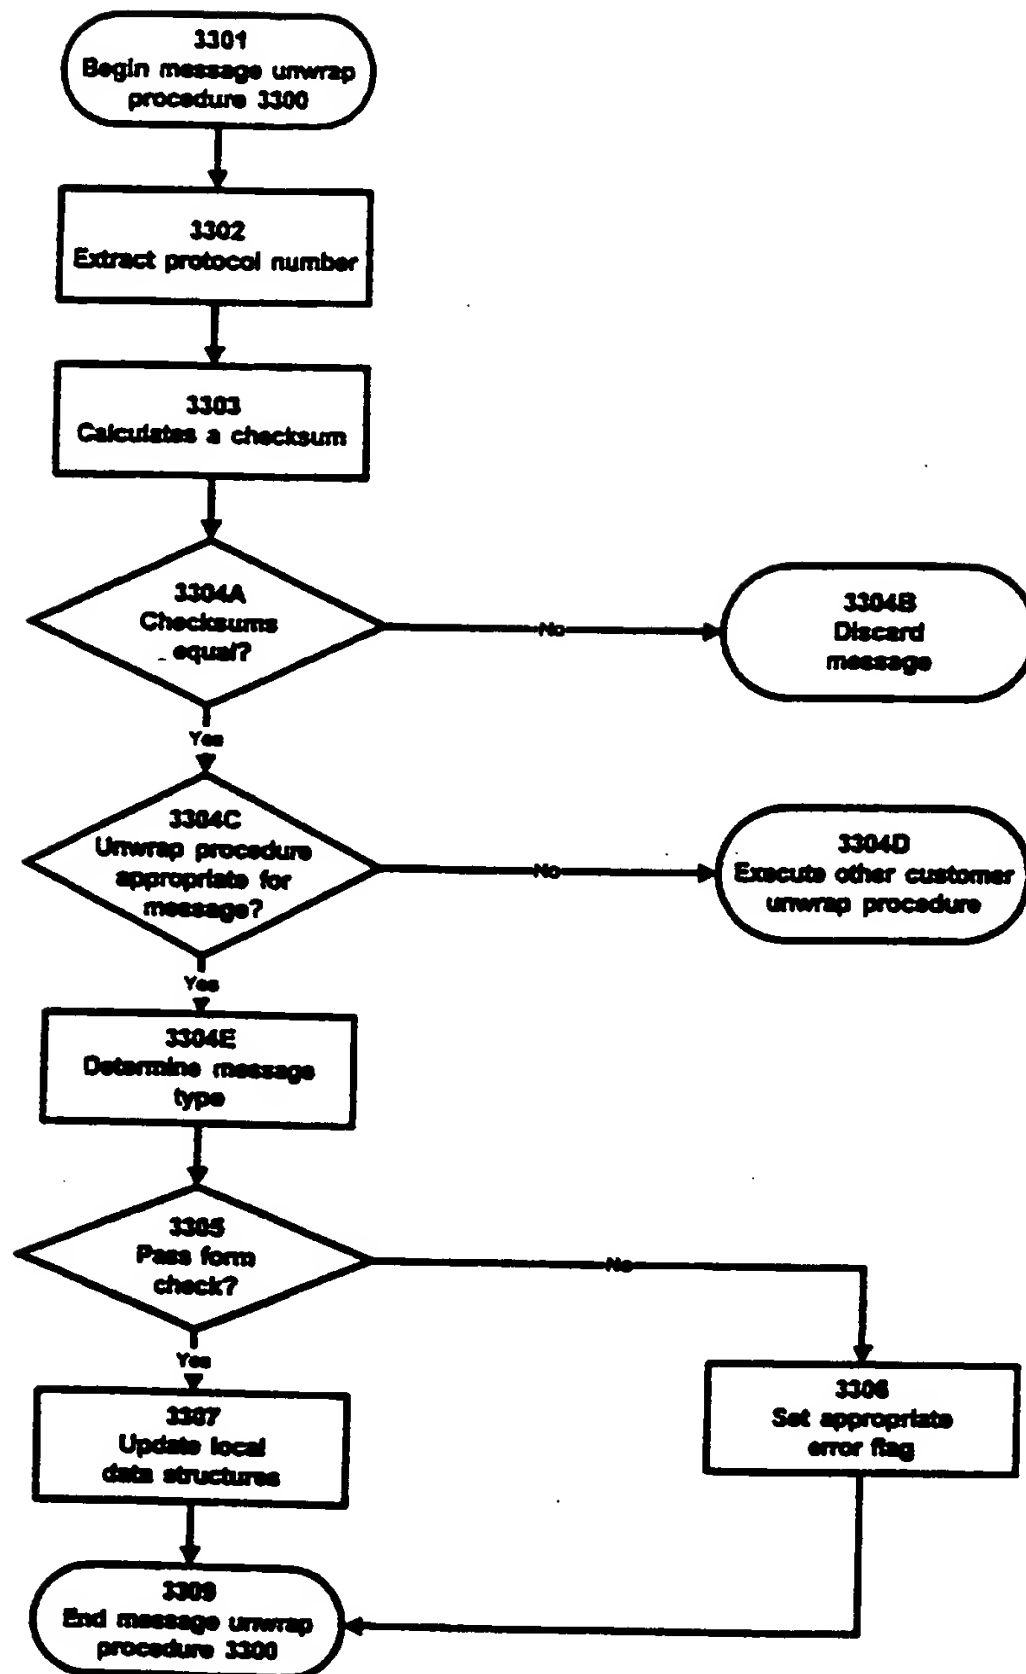 3301
Begin message unwrap
procedure 3300
3302
Extract protocol number
3303
Calculates a checksum
3304A
Checksums
equal?
No
3304B
Discard
message
Yes
3304C
Unwrap procedure
appropriate for
message?
No
3304D
Execute other customer
unwrap procedure
Yes
3304E
Determine message
type
3305
Pass form
check?
No
Yes
3307
Update local
data structures
3306
Set appropriate
error flag
3309
End message unwrap
procedure 3300